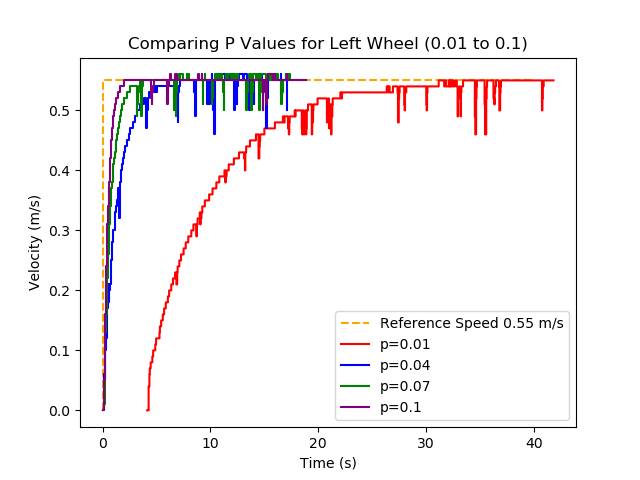 Comparing P Values for Left Wheel (0.01 to 0.1)
0.5
0.4
0.3
0.2
0.1
0.0
Velocity (m/s)
Reference Speed 0.55 m/s
p=0.01
p=0.04
p=0.07
p=0.1
0 10 20 30 40
Time (s)